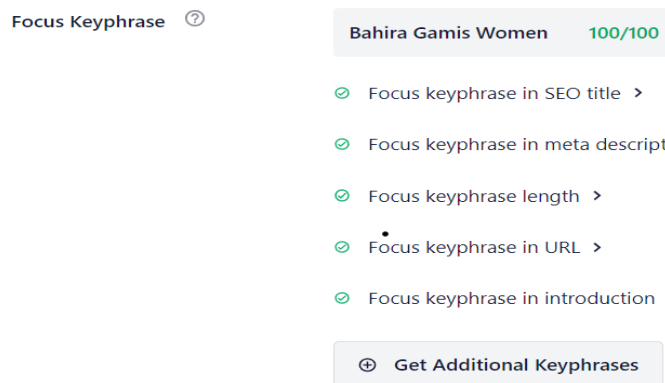 Focus Keyphrase ?
Bahira Gamis Women 100/100
Focus keyphrase in SEO title >
Focus keyphrase in meta descript
Focus keyphrase length >
Focus keyphrase in URL >
Focus keyphrase in introduction
Get Additional Keyphrases